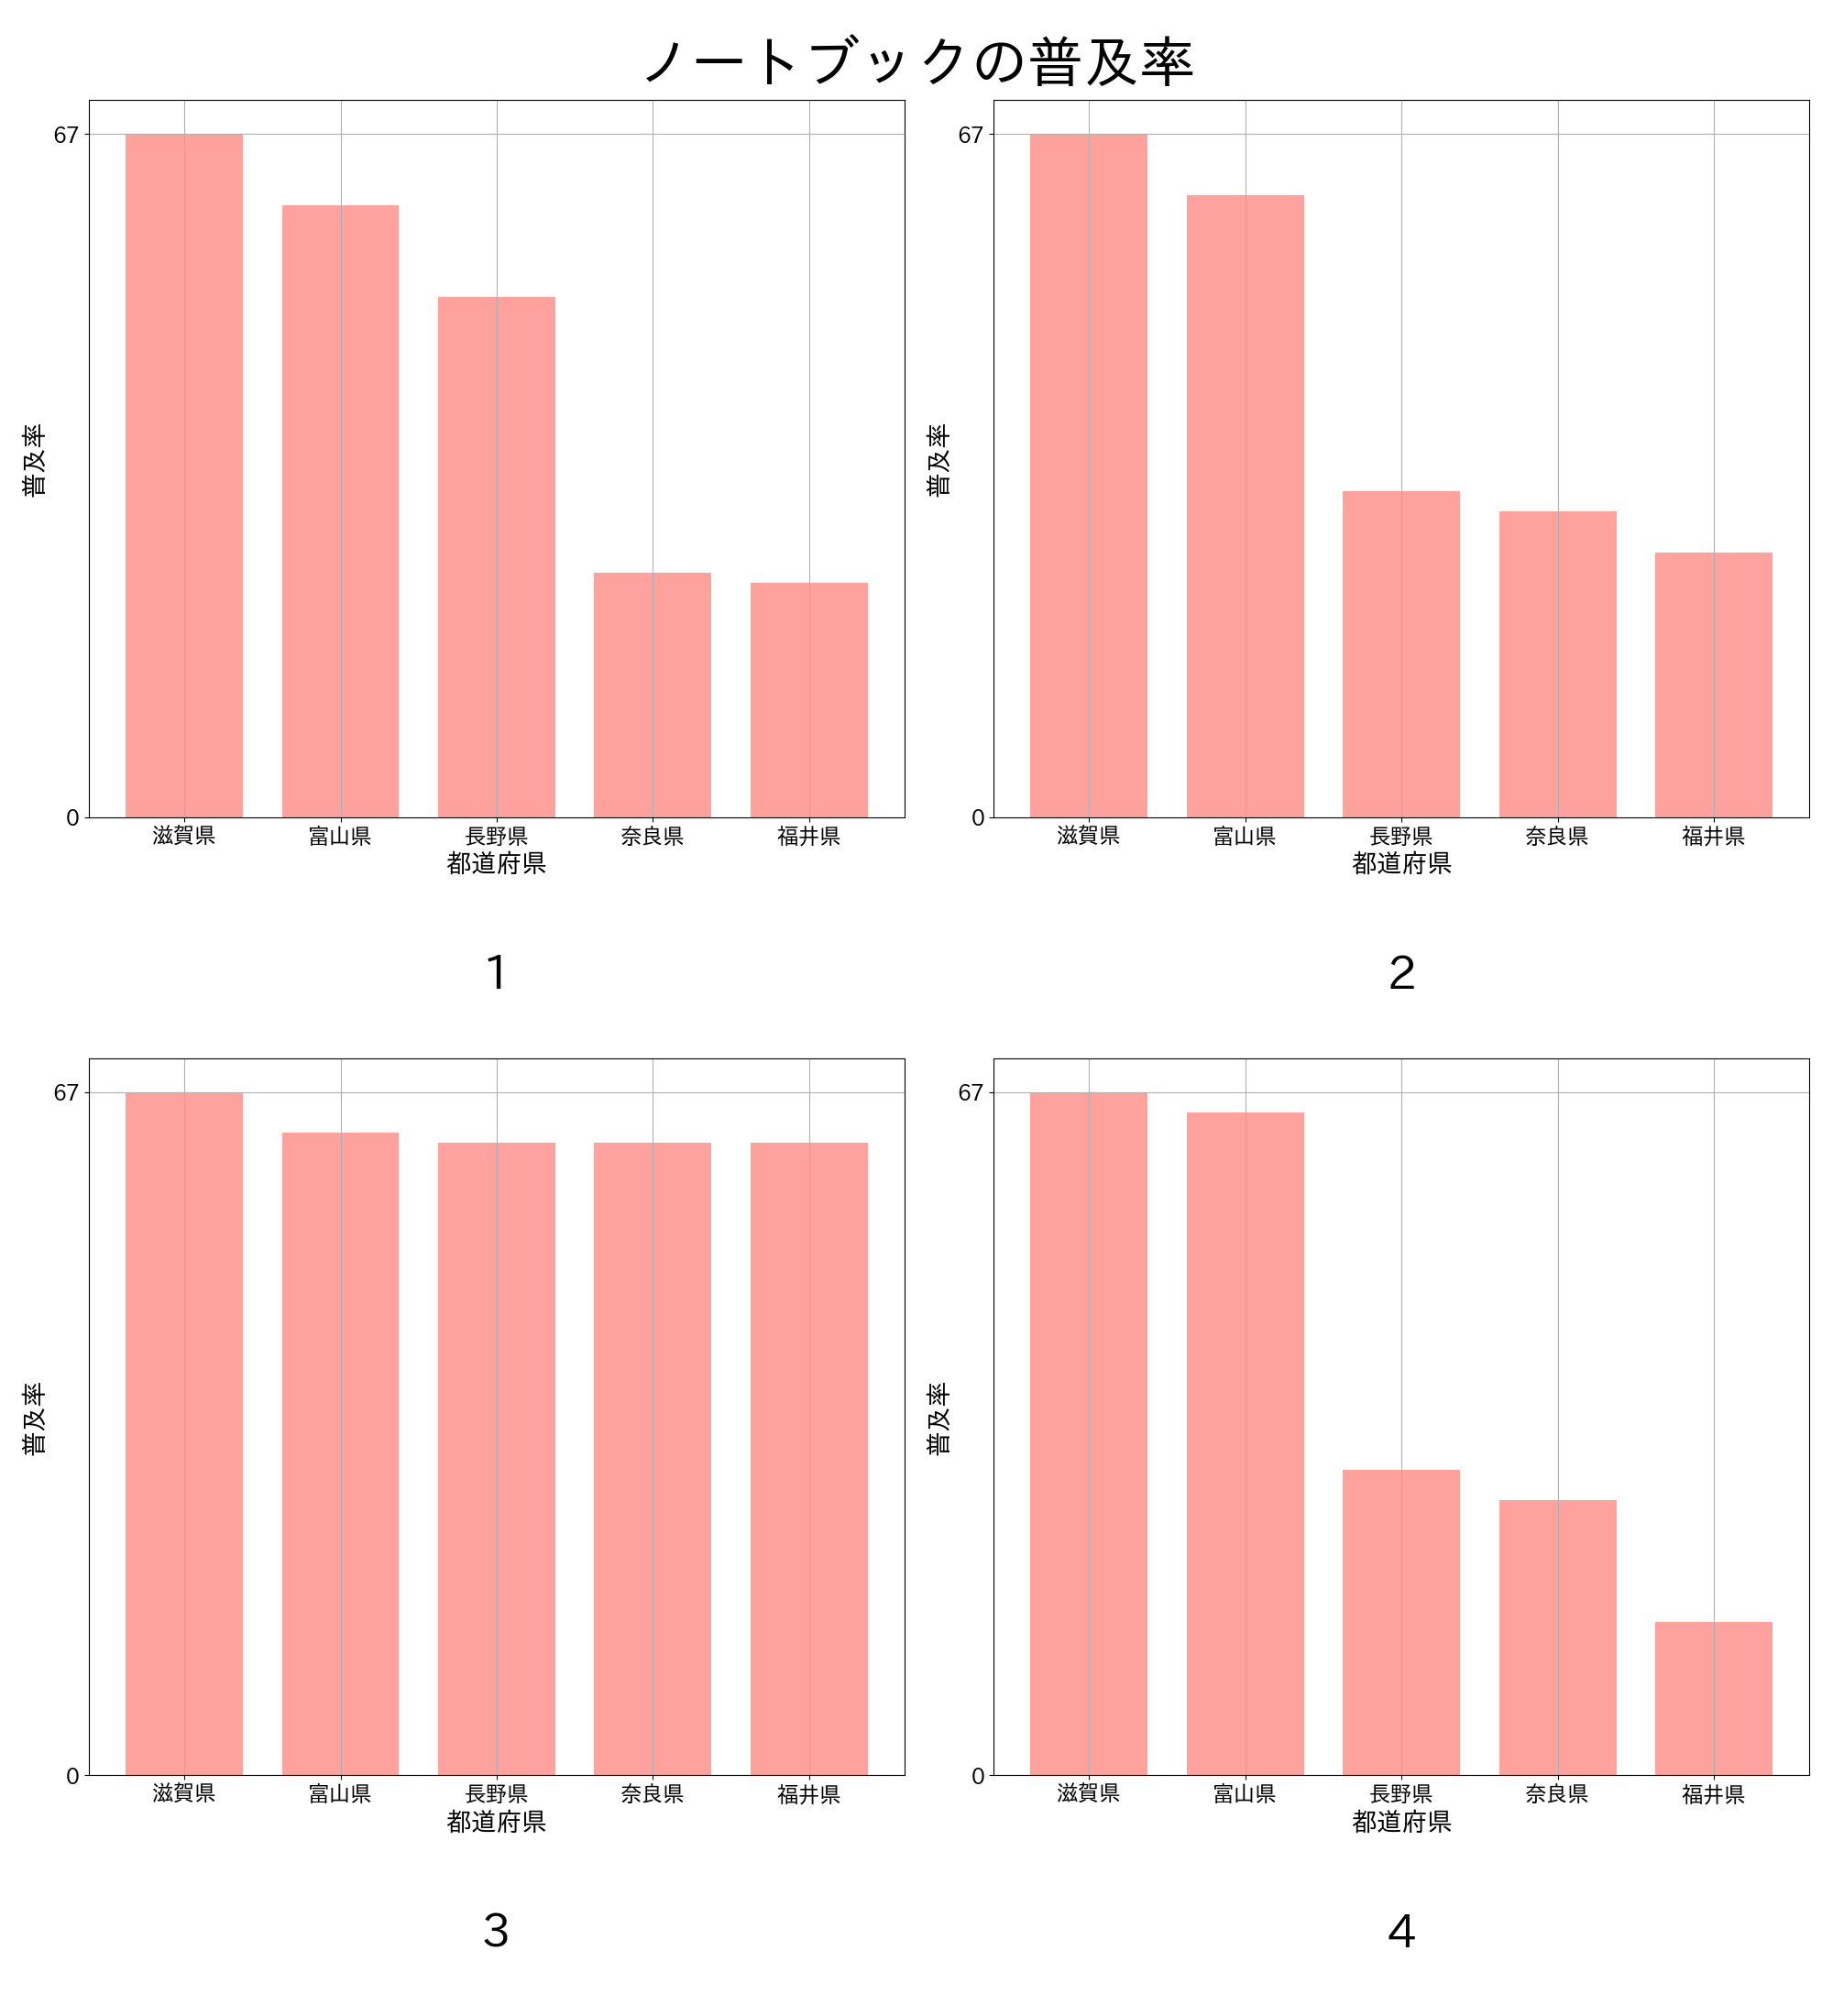 ノートブックの普及率
67
0
普及率
滋賀県 富山県 長野県 奈良県 福井県
都道府県
1
67
0
普及率
滋賀県 富山県 長野県 奈良県 福井県
都道府県
2
67
0
普及率
滋賀県 富山県 長野県 奈良県 福井県
都道府県
3
67
0
普及率
滋賀県 富山県 長野県 奈良県 福井県
都道府県
4